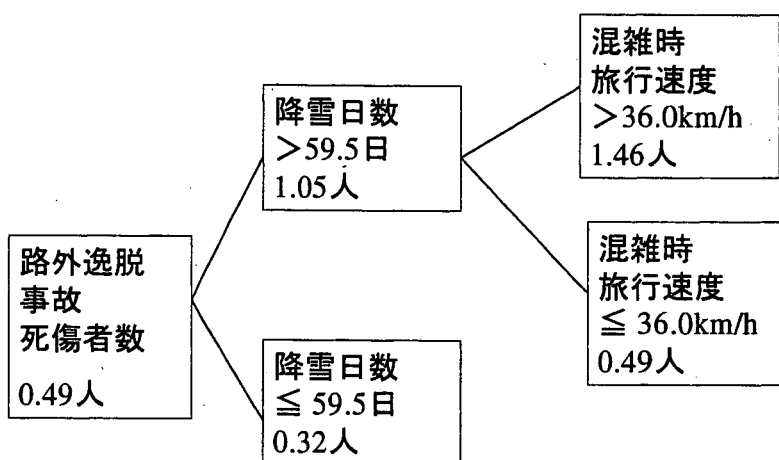 路外逸脱
事故
死傷者数
0.49人
降雪日数
＞59.5日
1.05人
降雪日数
≦ 59.5日
0.32人
混雑時
旅行速度
＞36.0km/h
1.46人
混雑時
旅行速度
≦ 36.0km/h
0.49人